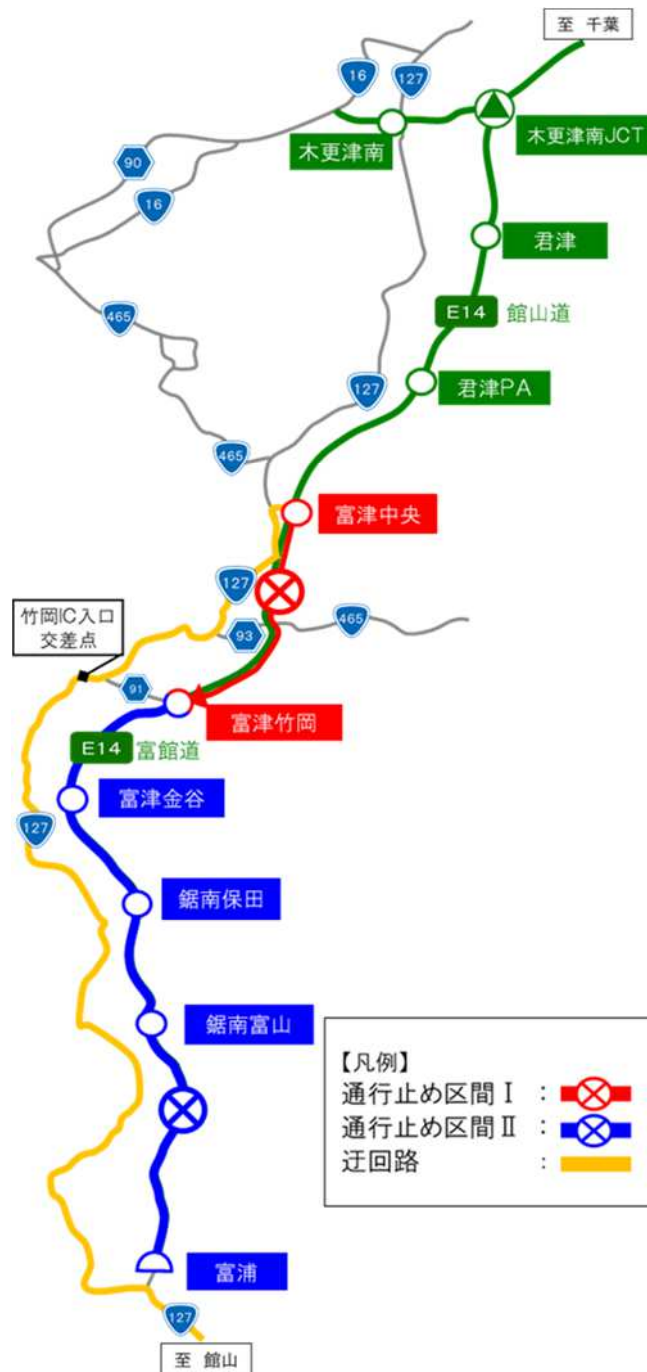 至 千葉
16
127
木更津南
木更津南JCT
90
16
君津
E14 館山道
465
127
君津PA
465
富津中央
127
竹岡IC入口
交差点
93
465
91
富津竹岡
E14 富館道
富津金谷
127
鋸南保田
鋸南富山
【凡例】
通行止め区間Ⅰ :
通行止め区間Ⅱ :
迂回路 :
富浦
127
至 館山